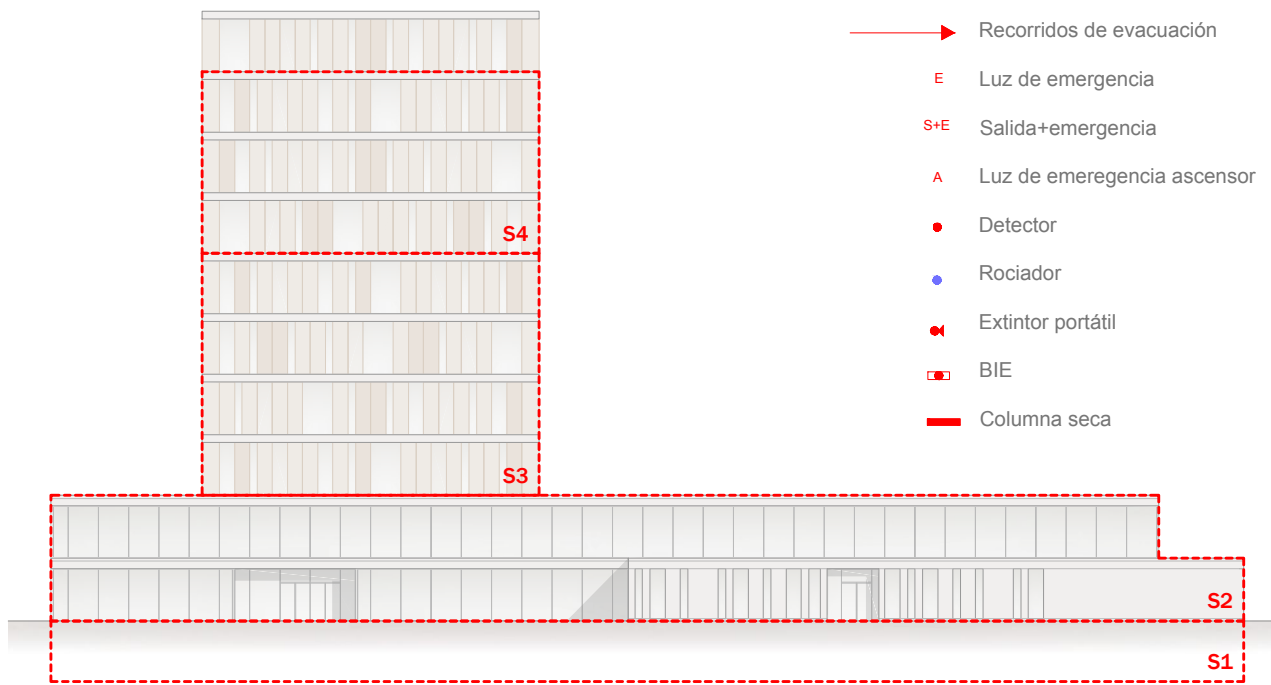 Recorridos de evacuación
E Luz de emergencia
S+E Salida+emergencia
A Luz de emeregencia ascensor
Detector
Rociador
Extintor portátil
BIE
Columna seca
S4
S3
S2
S1